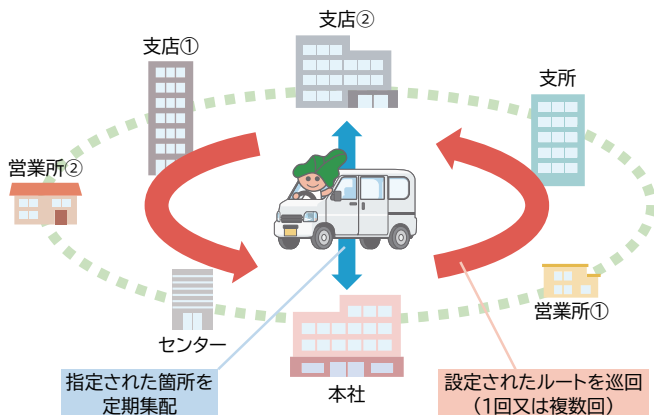 支店②
支店①
支所
営業所②
営業所①
センター
本社
指定された箇所を
定期集配
設定されたルートを巡回
（1回又は複数回）